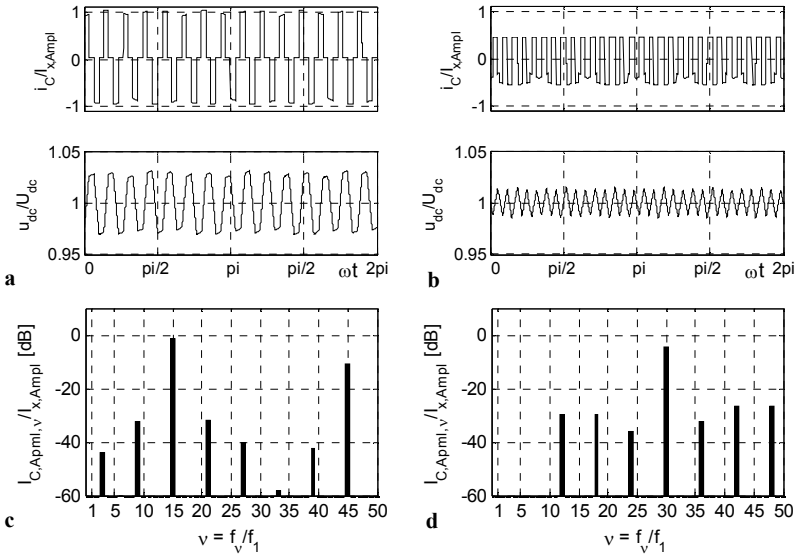 1
0
-1
i_C/I_x,Ampl
1.05
1
0.95
u_dc/U_dc
0 pi/2 pi pi/2 ωt 2pi
a
1
0
-1
i_C/I_x,Ampl
1.05
1
0.95
u_dc/U_dc
0 pi/2 pi pi/2 ωt 2pi
b
0
-20
-40
-60
I_C,Apml,ν/I_x,Ampl [dB]
1 5 10 15 20 25 30 35 40 45 50
c
ν = f_ν/f_1
0
-20
-40
-60
I_C,Apml,ν/I_x,Ampl [dB]
1 5 10 15 20 25 30 35 40 45 50
d
ν = f_ν/f_1